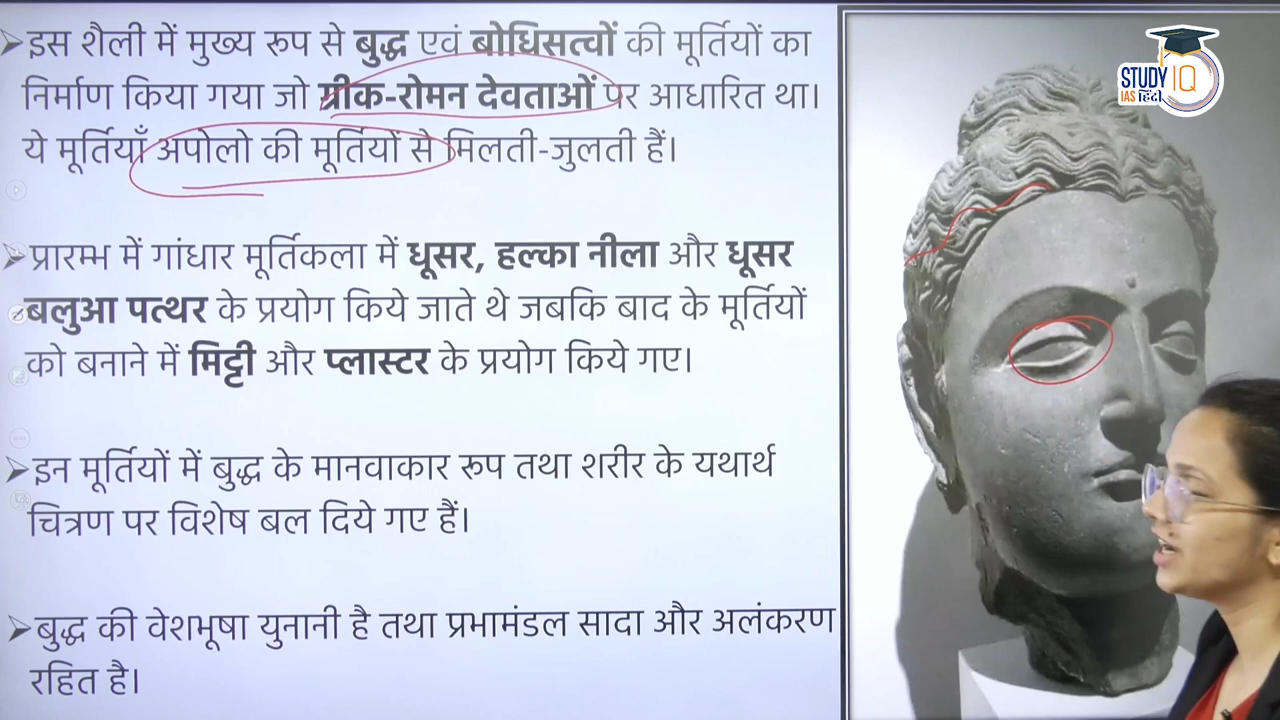 इस शैली में मुख्य रूप से बुद्ध एवं बोधिसत्वों की मूर्तियों का
निर्माण किया गया जो ग्रीक-रोमन देवताओं पर आधारित था।
ये मूर्तियाँ अपोलो की मूर्तियों से मिलती-जुलती हैं।
प्रारम्भ में गांधार मूर्तिकला में धूसर, हल्का नीला और धूसर
बलुआ पत्थर के प्रयोग किये जाते थे जबकि बाद के मूर्तियों
को बनाने में मिट्टी और प्लास्टर के प्रयोग किये गए।
इन मूर्तियों में बुद्ध के मानवाकार रूप तथा शरीर के यथार्थ
चित्रण पर विशेष बल दिये गए हैं।
बुद्ध की वेशभूषा युनानी है तथा प्रभामंडल सादा और अलंकरण
रहित है।
STUDY IQ
IAS हिंदी